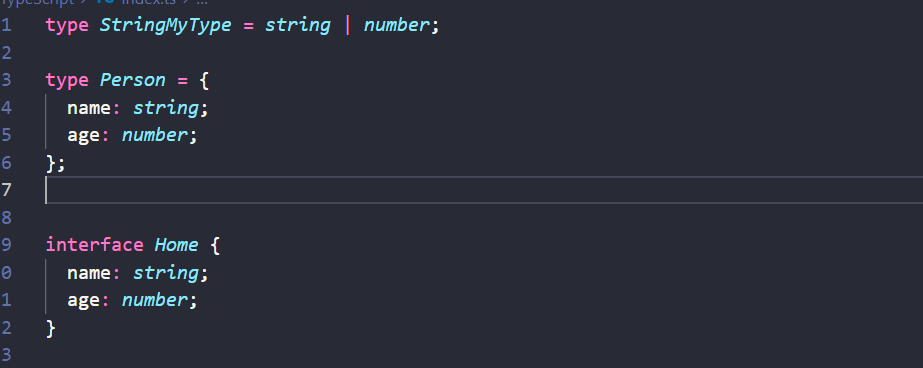 TypeScript > TS index.ts > ...
1 type StringMyType = string | number;
2
3 type Person = {
4 name: string;
5 age: number;
6 };
7
8
9 interface Home {
0 name: string;
1 age: number;
2 }
3